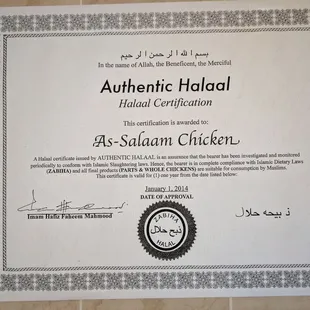 بسم الله الرحمن الرحيم
In the name of Allah, the Beneficent, the Merciful
Authentic Halaal
Halaal Certification
This certification is awarded to:
As-Salaam Chicken
A Halaal certificate issued by AUTHENTIC HALAAL is an assurance that the bearer has been investigated and monitored
periodically to conform with Islamic Slaughtering laws. Hence, the bearer is in complete compliance with Islamic Dietary Laws
(ZABIHA) and all final products (PARTS & WHOLE CHICKENS) are suitable for consumption by Muslims.
This certificate is valid for (1) one year from the date listed below.
January 1, 2014
DATE OF APPROVAL
Imam Hafiz Faheem Mahmood
ZABIHA
ذبح حلال
HALAL
ذبيحه حلال